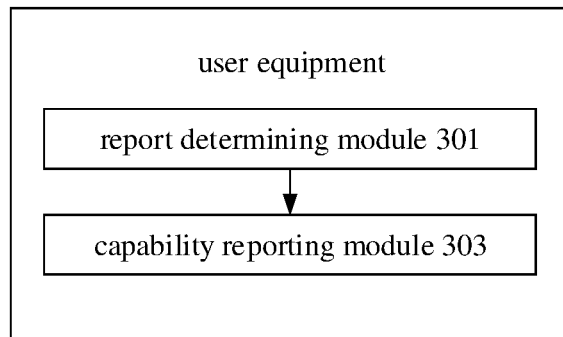 user equipment
report determining module 301
capability reporting module 303